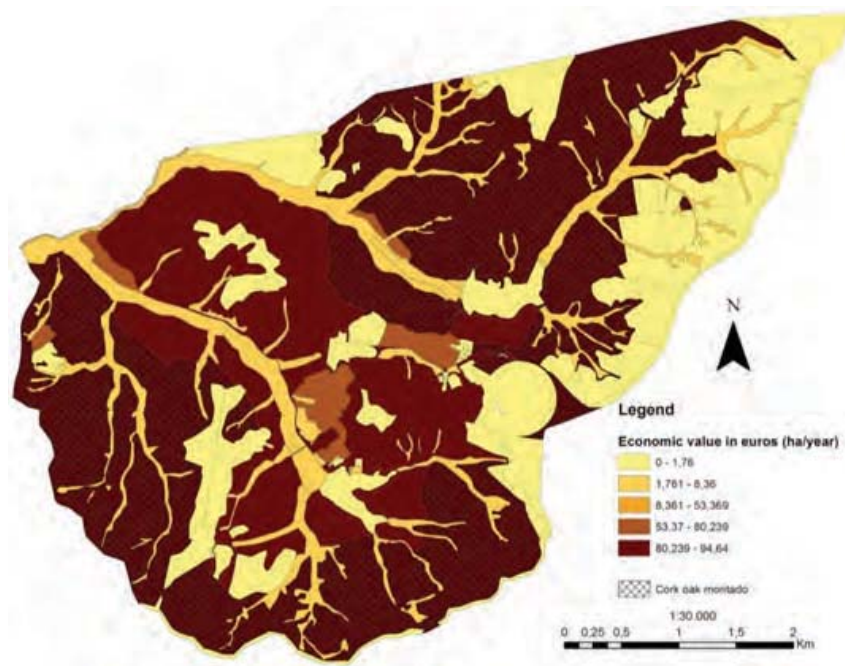 N
Legend
Economic value in euros (ha/year)
0 - 1,76
1,761 - 8,36
8,361 - 53,369
53,37 - 80,239
80,239 - 94,64
Cork oak montado
1:30.000
0 0,25 0,5 1 1,5 2
Km